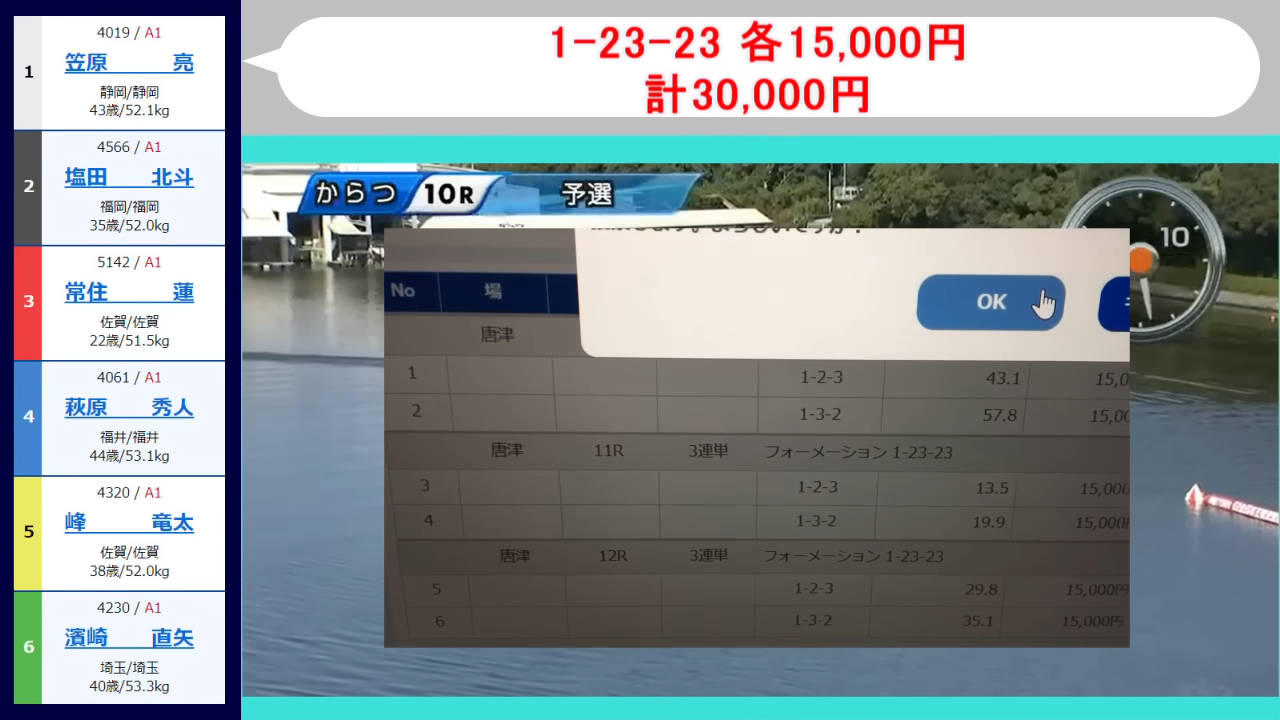 1
4019 / A1
笠原 亮
静岡/静岡
43歳/52.1kg
2
4566 / A1
塩田 北斗
福岡/福岡
35歳/52.0kg
3
5142 / A1
常住 蓮
佐賀/佐賀
22歳/51.5kg
4
4061 / A1
萩原 秀人
福井/福井
44歳/53.1kg
5
4320 / A1
峰 竜太
佐賀/佐賀
38歳/52.0kg
6
4230 / A1
濱崎 直矢
埼玉/埼玉
40歳/53.3kg
1-23-23 各15,000円
計30,000円
からつ 10R 予選
10
OK
No 場
唐津
1 1-2-3 43.1 15,0
2 1-3-2 57.8 15,00
唐津 11R 3連単 フォーメーション 1-23-23
3 1-2-3 13.5 15,000
4 1-3-2 19.9 15,000
唐津 12R 3連単 フォーメーション 1-23-23
5 1-2-3 29.8 15,000円
6 1-3-2 35.1 15,000円